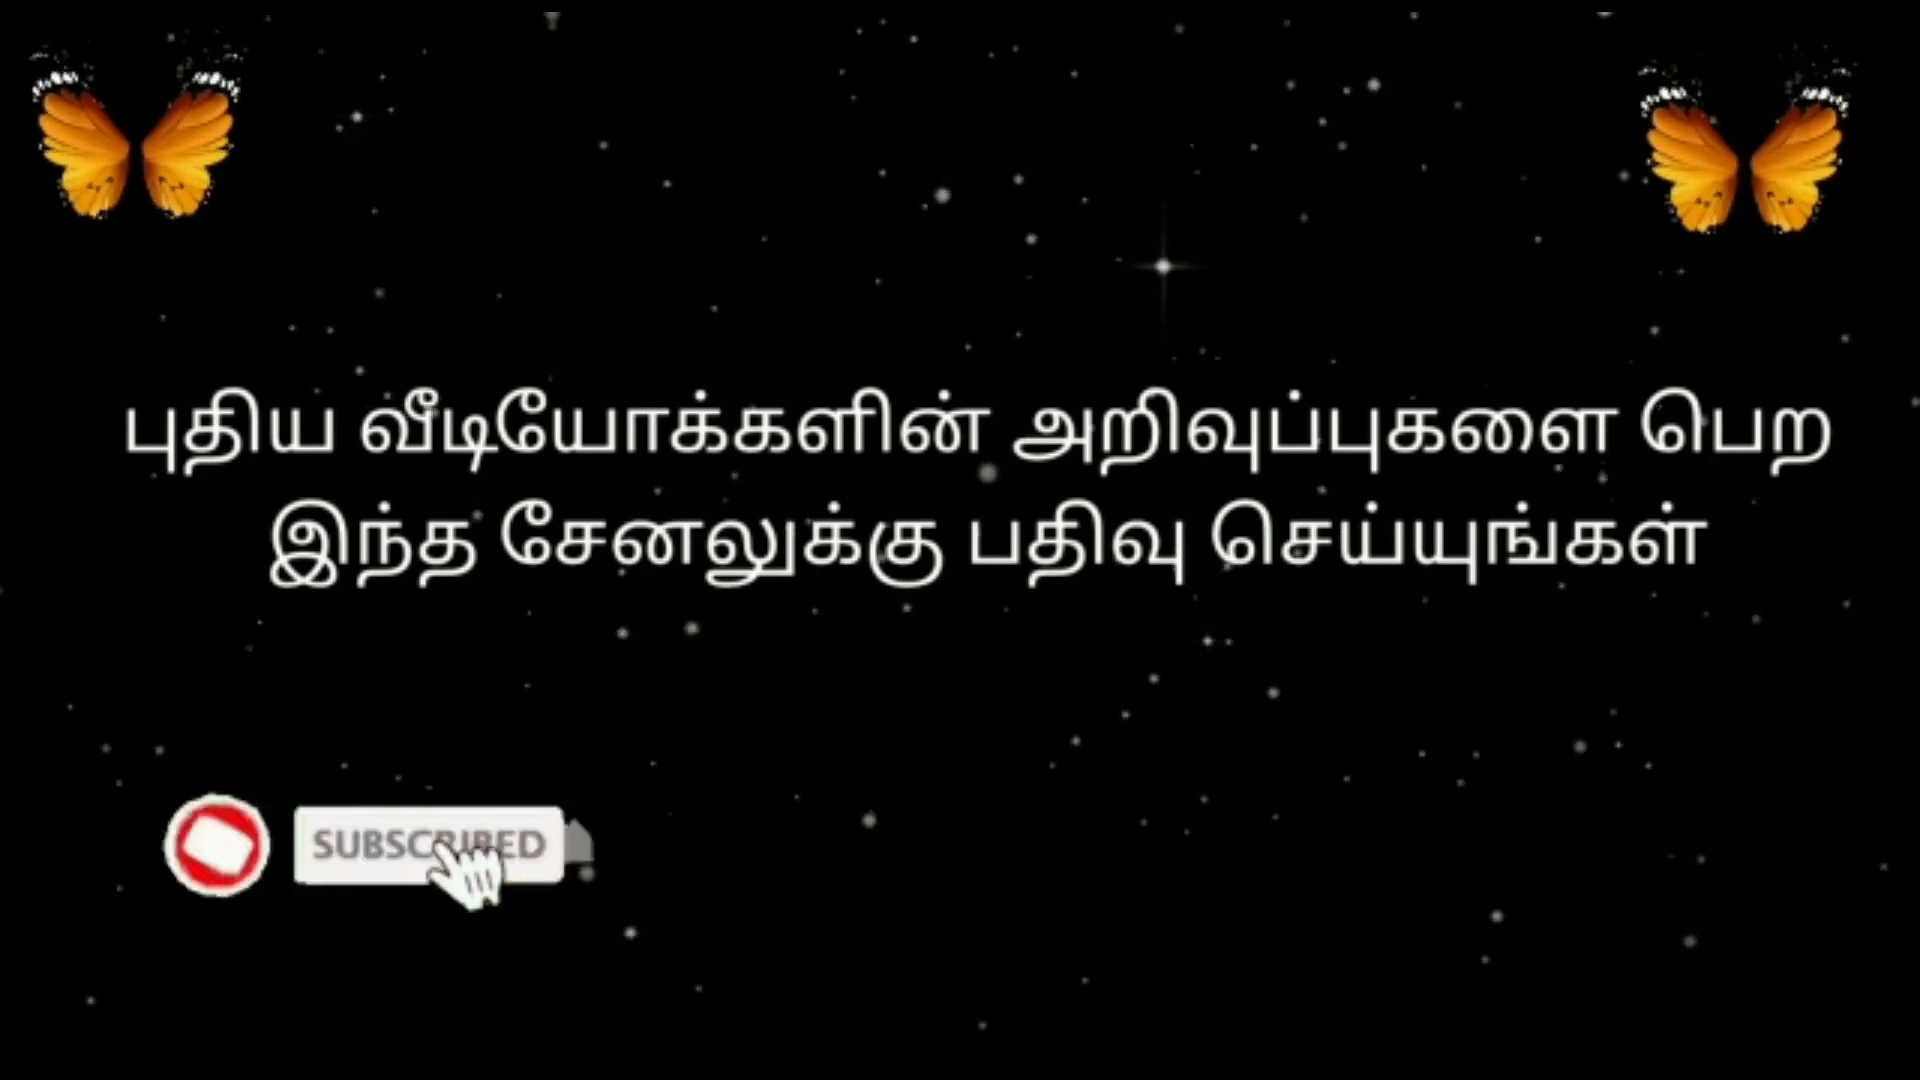 புதிய வீடியோக்களின் அறிவுப்புகளை பெற
இந்த சேனலுக்கு பதிவு செய்யுங்கள்
SUBSCRIBED